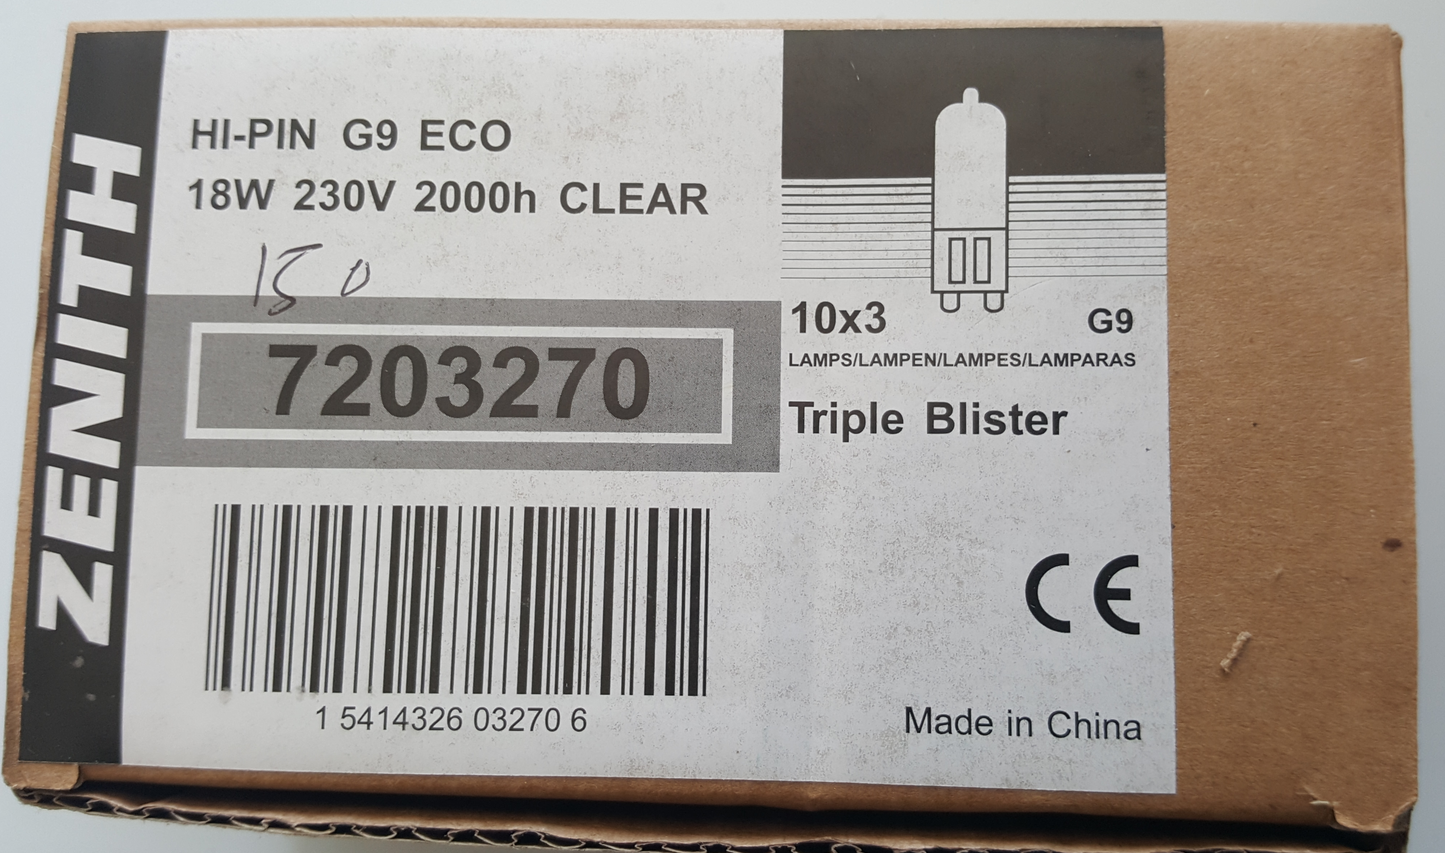 ZENITH
HI-PIN G9 ECO
18W 230V 2000h CLEAR
150
7203270
10x3
G9
LAMPS/LAMPEN/LAMPES/LAMPARAS
Triple Blister
1 5414326 03270 6
CE
Made in China